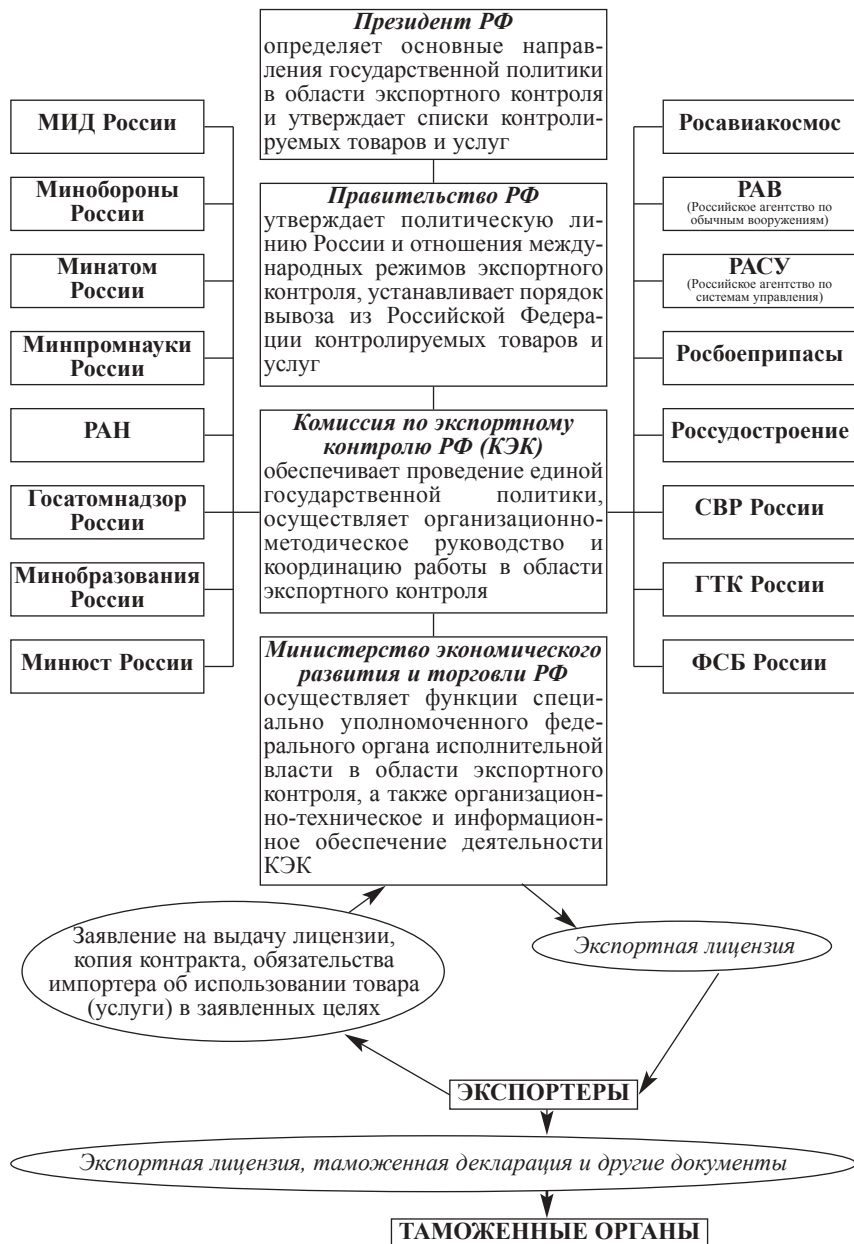 Президент РФ
определяет основные направ-
ления государственной политики
в области экспортного контроля
и утверждает списки контроли-
руемых товаров и услуг
МИД России
Минобороны
России
Минатом
России
Минпромнауки
России
РАН
Госатомнадзор
России
Минобразования
России
Минюст России
Правительство РФ
утверждает политическую ли-
нию России и отношения между-
народных режимов экспортного
контроля, устанавливает порядок
вывоза из Российской Федера-
ции контролируемых товаров и
услуг
Комиссия по экспортному
контролю РФ (КЭК)
обеспечивает проведение единой
государственной политики,
осуществляет организационно-
методическое руководство и
координацию работы в области
экспортного контроля
Министерство экономического
развития и торговли РФ
осуществляет функции специ-
ально уполномоченного феде-
рального органа исполнительной
власти в области экспортного
контроля, а также организацион-
но-техническое и информацион-
ное обеспечение деятельности
КЭК
Росавиакосмос
РАВ
(Российское агентство по
обычным вооружениям)
РАСУ
(Российское агентство по
системам управления)
Росбоеприпасы
Россудостроение
СВР России
ГТК России
ФСБ России
Заявление на выдачу лицензии,
копия контракта, обязательства
импортера об использовании товара
(услуги) в заявленных целях
Экспортная лицензия
ЭКСПОРТЕРЫ
Экспортная лицензия, таможенная декларация и другие документы
ТАМОЖЕННЫЕ ОРГАНЫ